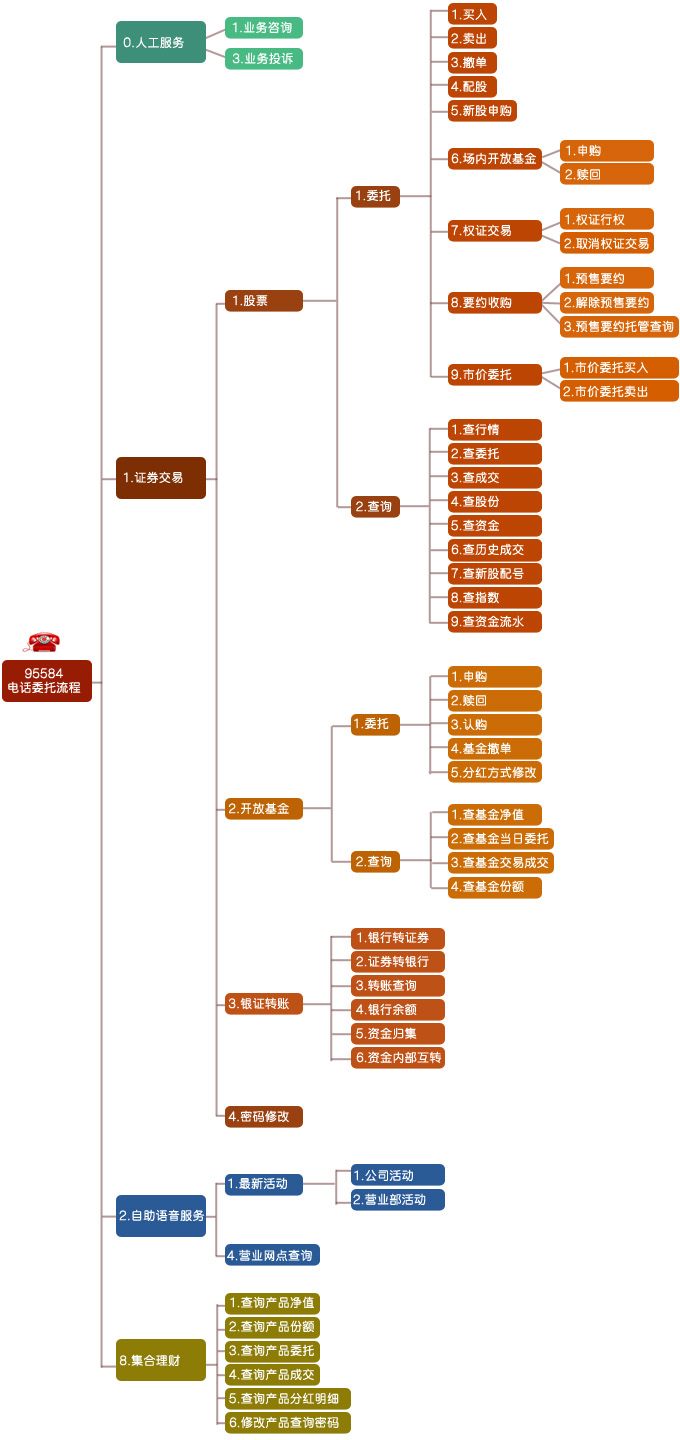 95584
电话委托流程
0.人工服务
1.业务咨询
3.业务投诉
1.证券交易
1.股票
1.委托
1.买入
2.卖出
3.撤单
4.配股
5.新股申购
6.场内开放基金
1.申购
2.赎回
7.权证交易
1.权证行权
2.取消权证交易
8.要约收购
1.预售要约
2.解除预售要约
3.预售要约托管查询
9.市价委托
1.市价委托买入
2.市价委托卖出
2.查询
1.查行情
2.查委托
3.查成交
4.查股份
5.查资金
6.查历史成交
7.查新股配号
8.查指数
9.查资金流水
2.开放基金
1.委托
1.申购
2.赎回
3.认购
4.基金撤单
5.分红方式修改
2.查询
1.查基金净值
2.查基金当日委托
3.查基金交易成交
4.查基金份额
3.银证转账
1.银行转证券
2.证券转银行
3.转账查询
4.银行余额
5.资金归集
6.资金内部互转
4.密码修改
2.自助语音服务
1.最新活动
1.公司活动
2.营业部活动
4.营业网点查询
8.集合理财
1.查询产品净值
2.查询产品份额
3.查询产品委托
4.查询产品成交
5.查询产品分红明细
6.修改产品查询密码